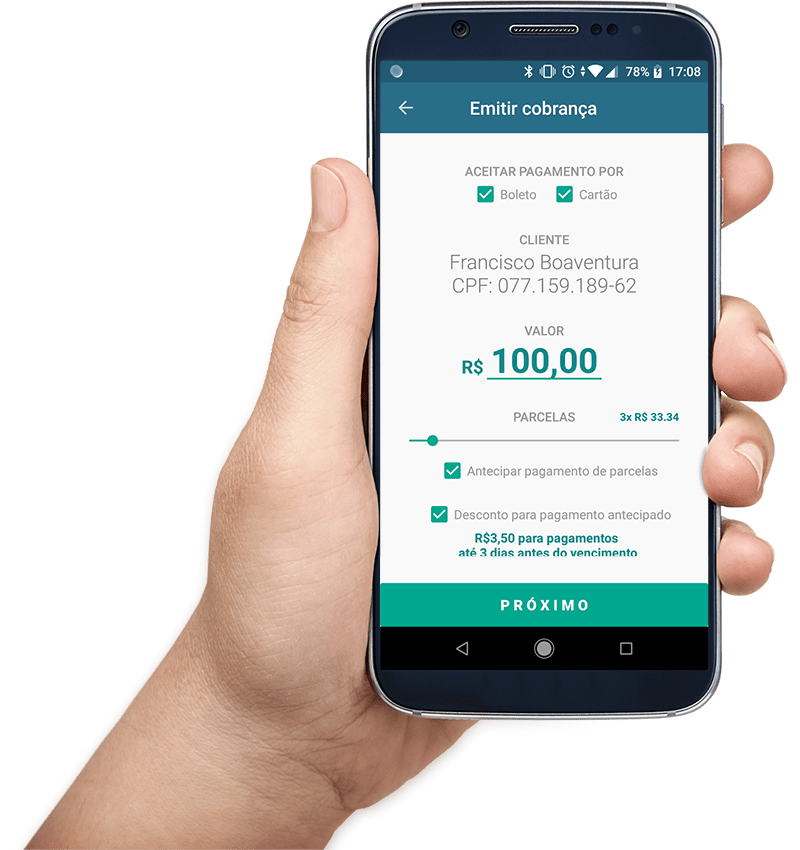 78% 17:08
Emitir cobrança
ACEITAR PAGAMENTO POR
Boleto Cartão
CLIENTE
Francisco Boaventura
CPF: 077.159.189-62
VALOR
R$ 100,00
PARCELAS 3x R$ 33.34
Antecipar pagamento de parcelas
Desconto para pagamento antecipado
R$3,50 para pagamentos
até 3 dias antes do vencimento
PRÓXIMO